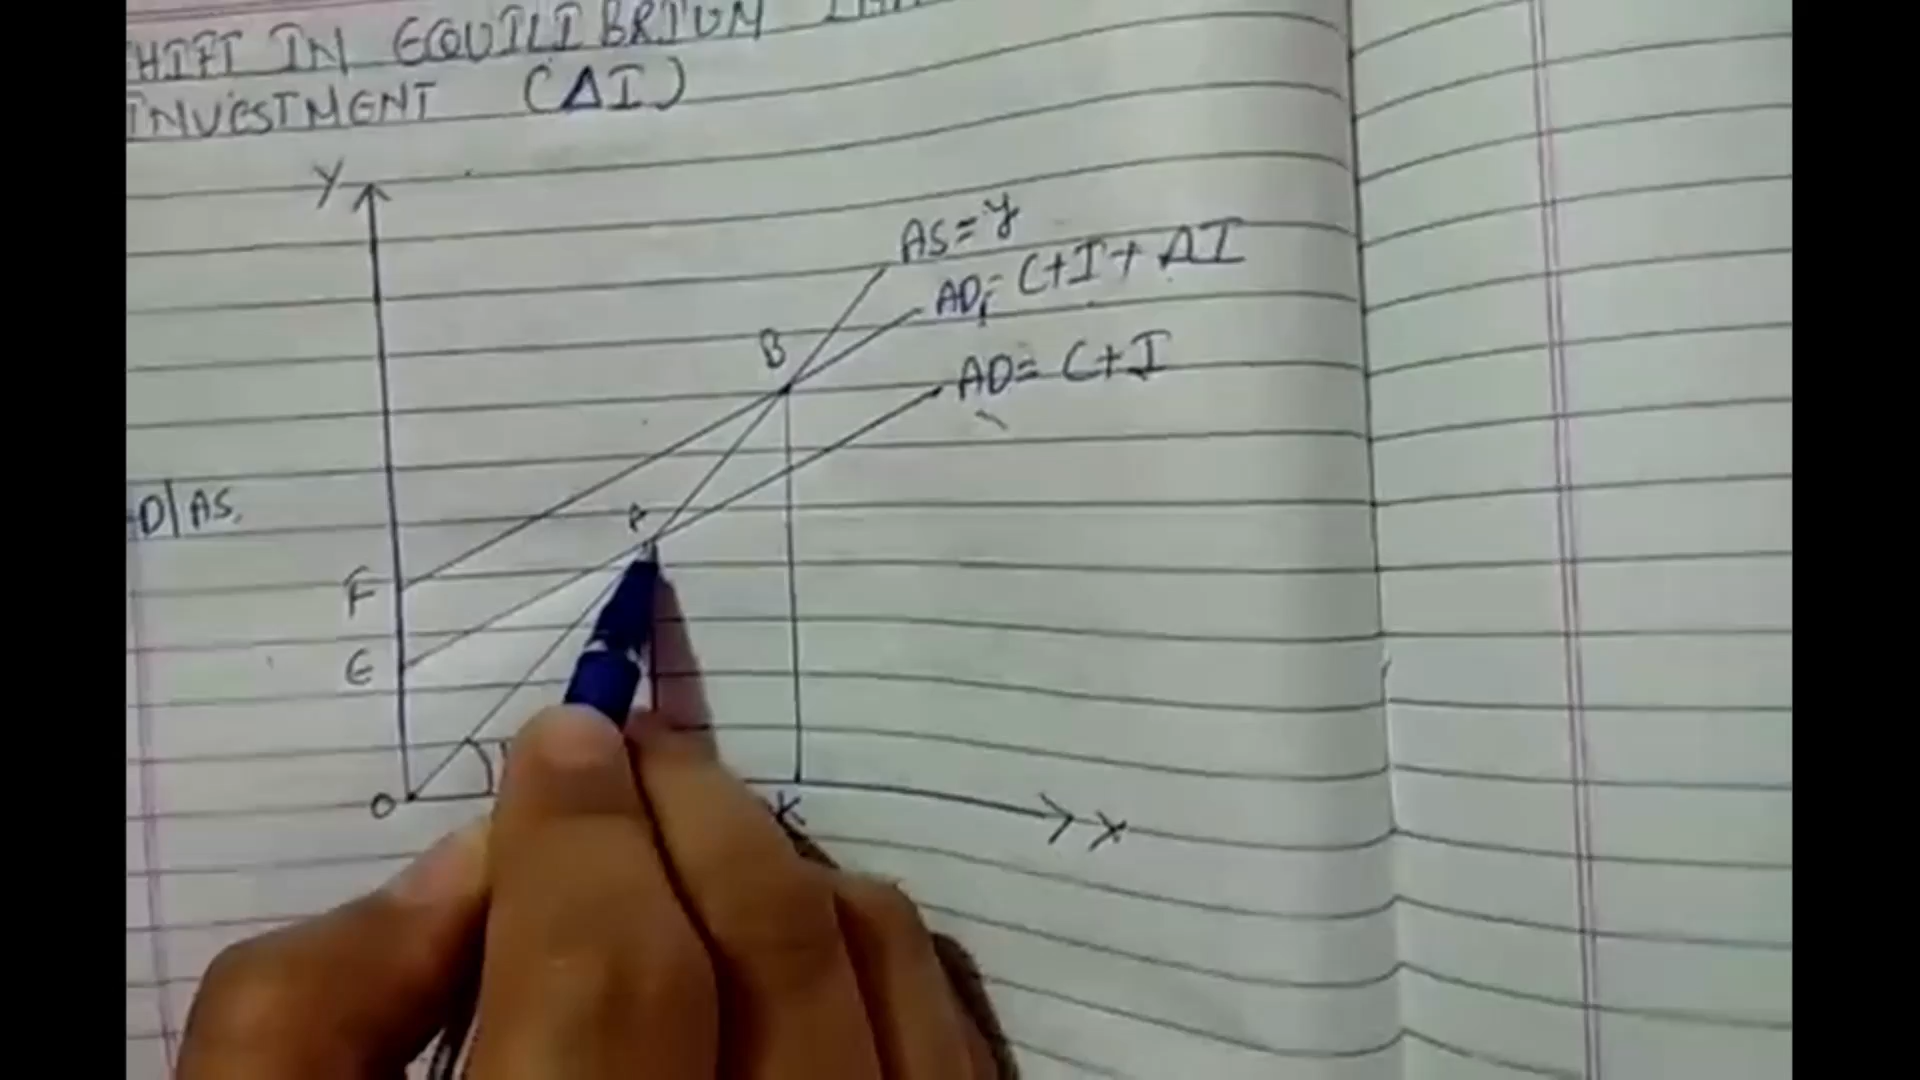 HIFT IN EQUILIBRIUM
INVESTMENT (ΔI)
Y
AS=y
AD₁= C+I+ ΔI
B
AD= C+I
A
D|AS.
F
E
O
K
X